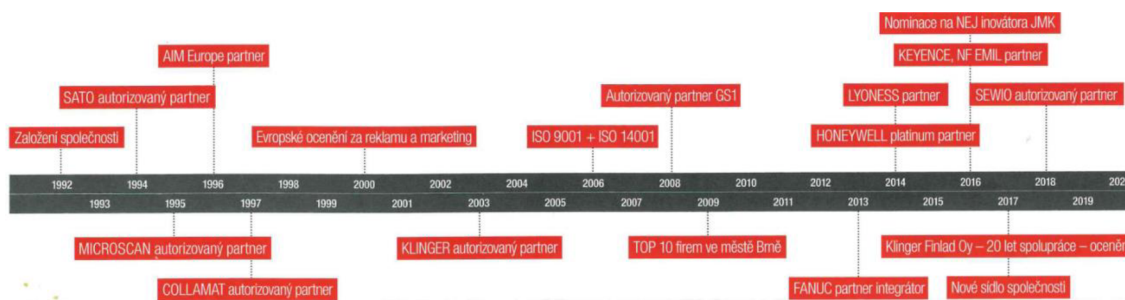 Nominace na NEJ inovátora JMK
AIM Europe partner
KEYENCE, NF EMIL partner
SATO autorizovaný partner
Autorizovaný partner GS1
LYONESS partner
SEWIO autorizovaný partner
Založení společnosti
Evropské ocenění za reklamu a marketing
ISO 9001 + ISO 14001
HONEYWELL platinum partner
1992 1994 1996 1998 2000 2002 2004 2006 2008 2010 2012 2014 2016 2018 202
1993 1995 1997 1999 2001 2003 2005 2007 2009 2011 2013 2015 2017 2019
MICROSCAN autorizovaný partner
KLINGER autorizovaný partner
TOP 10 firem ve městě Brně
Klinger Finlad Oy – 20 let spolupráce – oceněn
COLLAMAT autorizovaný partner
FANUC partner integrátor
Nové sídlo společnosti